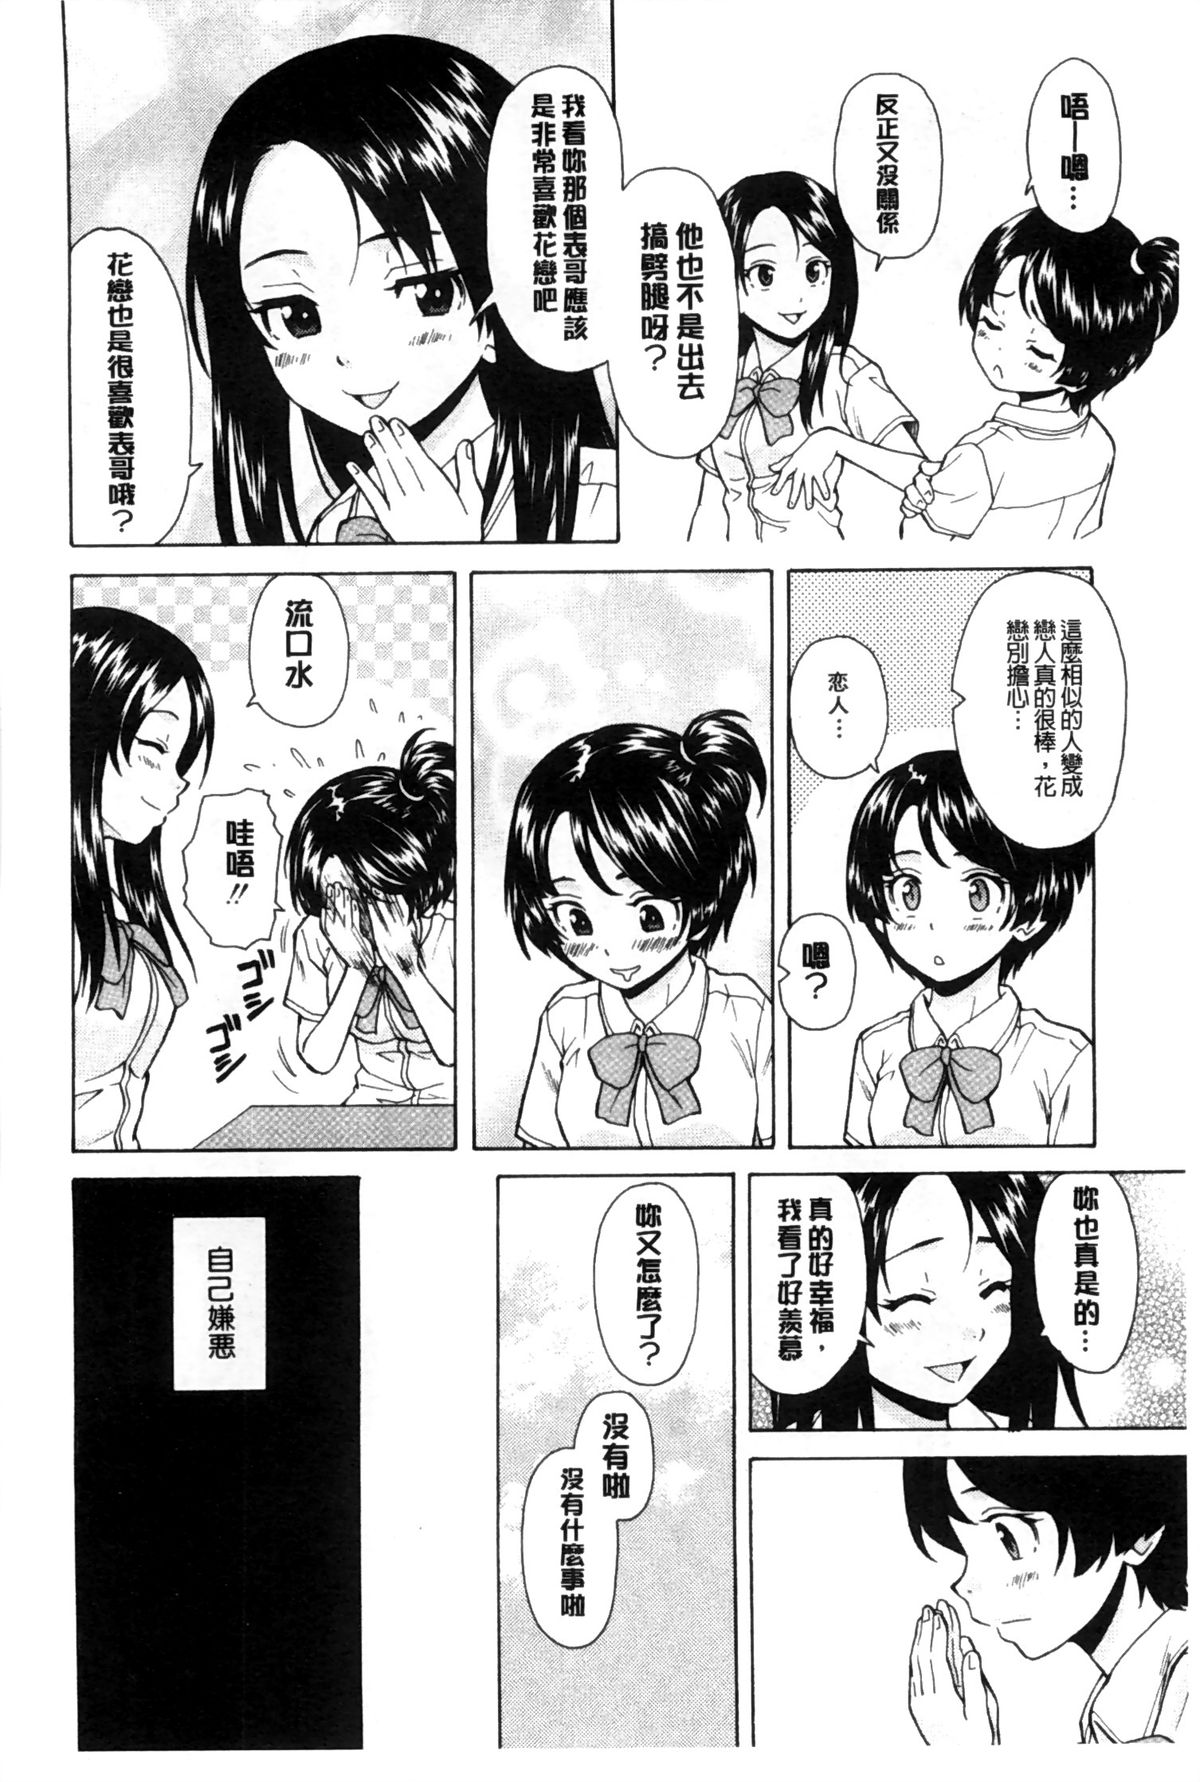 唔—嗯…
反正又沒關係
他也不是出去
搞劈腿呀？
我看妳那個表哥應該
是非常喜歡花戀吧
花戀也是很喜歡表哥哦？
這麼相似的人變成
戀人真的很棒，花
戀別擔心…
恋人…
嗯？
流口水
哇唔!!
ゴシ
ゴシ
妳也真是的…
真的好幸福，
我看了好羨慕
妳又怎麼了？
沒有啦
沒有什麼事啦
自己嫌悪